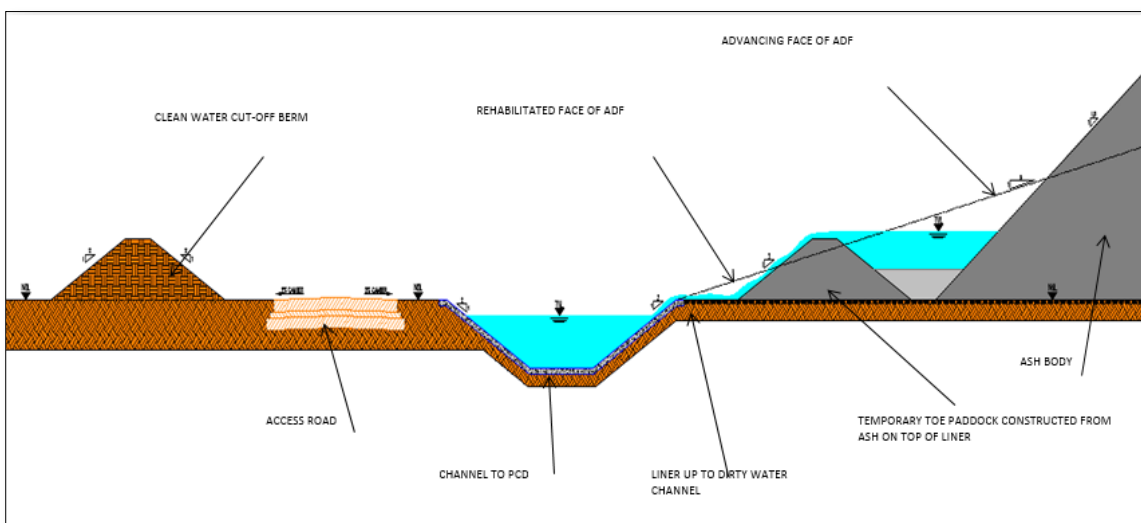 ADVANCING FACE OF ADF
CLEAN WATER CUT-OFF BERM
REHABILITATED FACE OF ADF
ACCESS ROAD
CHANNEL TO PCD
LINER UP TO DIRTY WATER
CHANNEL
TEMPORARY TOE PADDOCK CONSTRUCTED FROM
ASH ON TOP OF LINER
ASH BODY